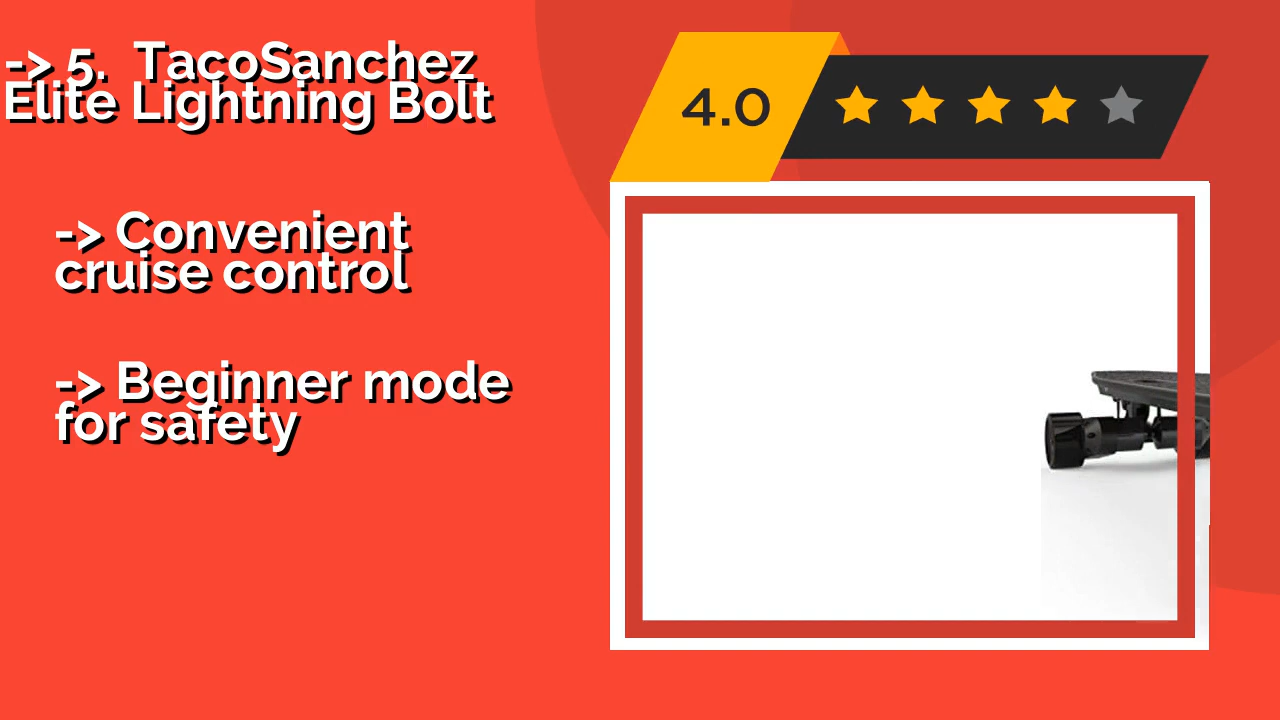 -> 5. TacoSanchez
Elite Lightning Bolt
4.0
-> Convenient
cruise control
-> Beginner mode
for safety